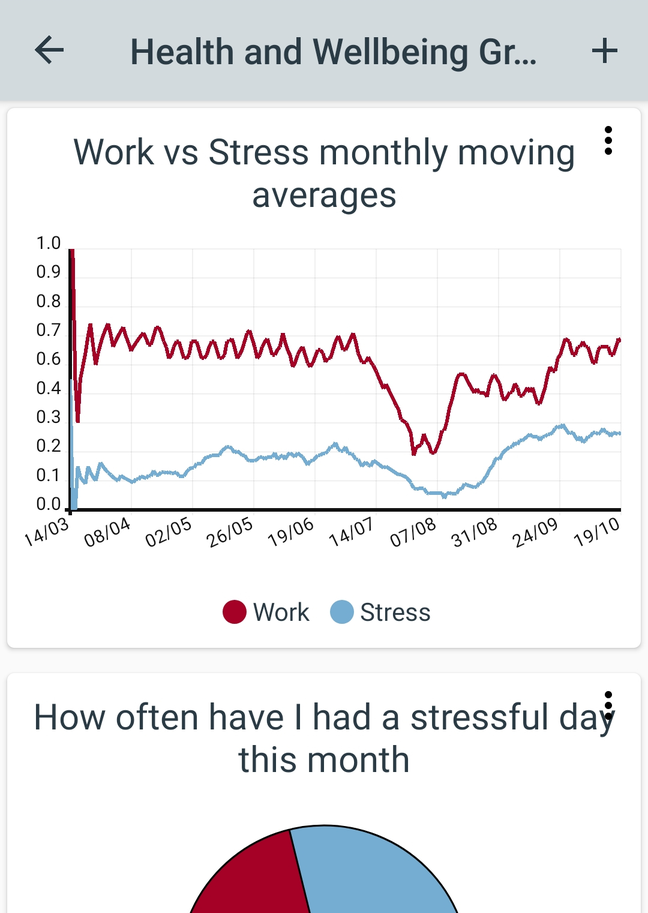 Health and Wellbeing Gr...
Work vs Stress monthly moving
averages
1.0
0.9
0.8
0.7
0.6
0.4
0.3
0.2
0.1
0.0
14/03 08/04 02/05 26/05 19/06 14/07 07/08 31/08 24/09 19/10
Work Stress
How often have I had a stressful day
this month